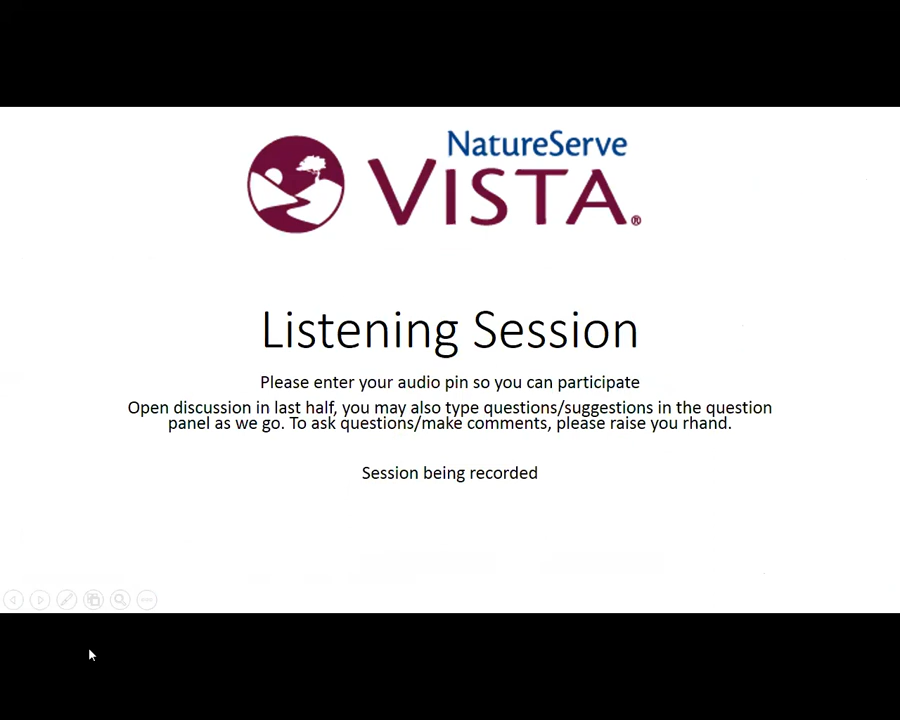 NatureServe
VISTA®
Listening Session
Please enter your audio pin so you can participate
Open discussion in last half, you may also type questions/suggestions in the question
panel as we go. To ask questions/make comments, please raise you rhand.
Session being recorded